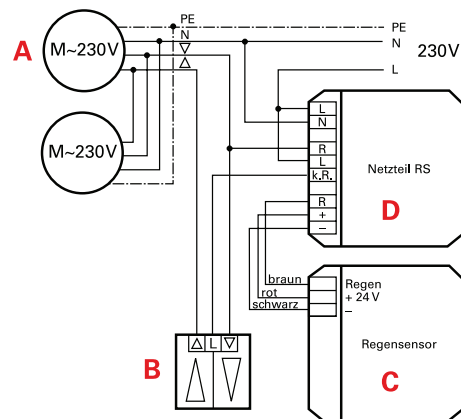 PE
PE
A
N
N
M~230V
230V
L
L
N
M~230V
R
L
Netzteil RS
k.R.
R
D
+
–
braun
Regen
rot
+ 24 V
schwarz
–
L
Regensensor
B
C